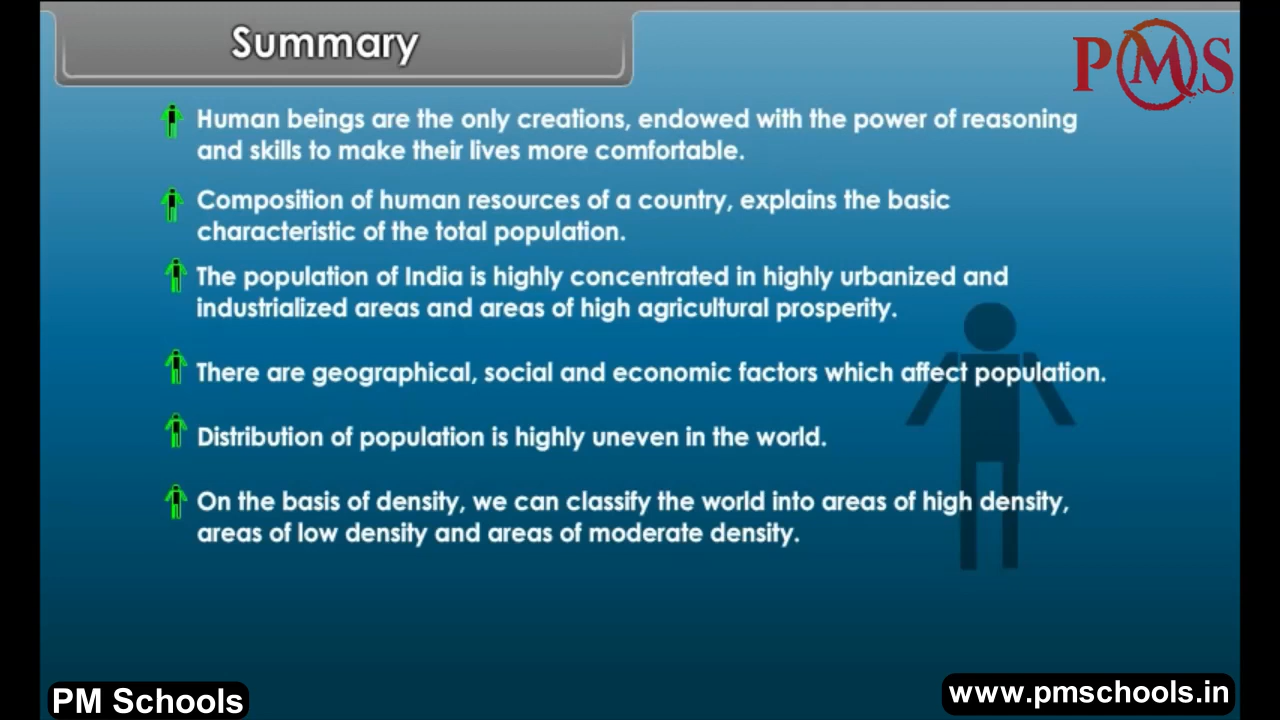 Summary
PMS
Human beings are the only creations, endowed with the power of reasoning
and skills to make their lives more comfortable.
Composition of human resources of a country, explains the basic
characteristic of the total population.
The population of India is highly concentrated in highly urbanized and
industrialized areas and areas of high agricultural prosperity.
There are geographical, social and economic factors which affect population.
Distribution of population is highly uneven in the world.
On the basis of density, we can classify the world into areas of high density,
areas of low density and areas of moderate density.
PM Schools
www.pmschools.in